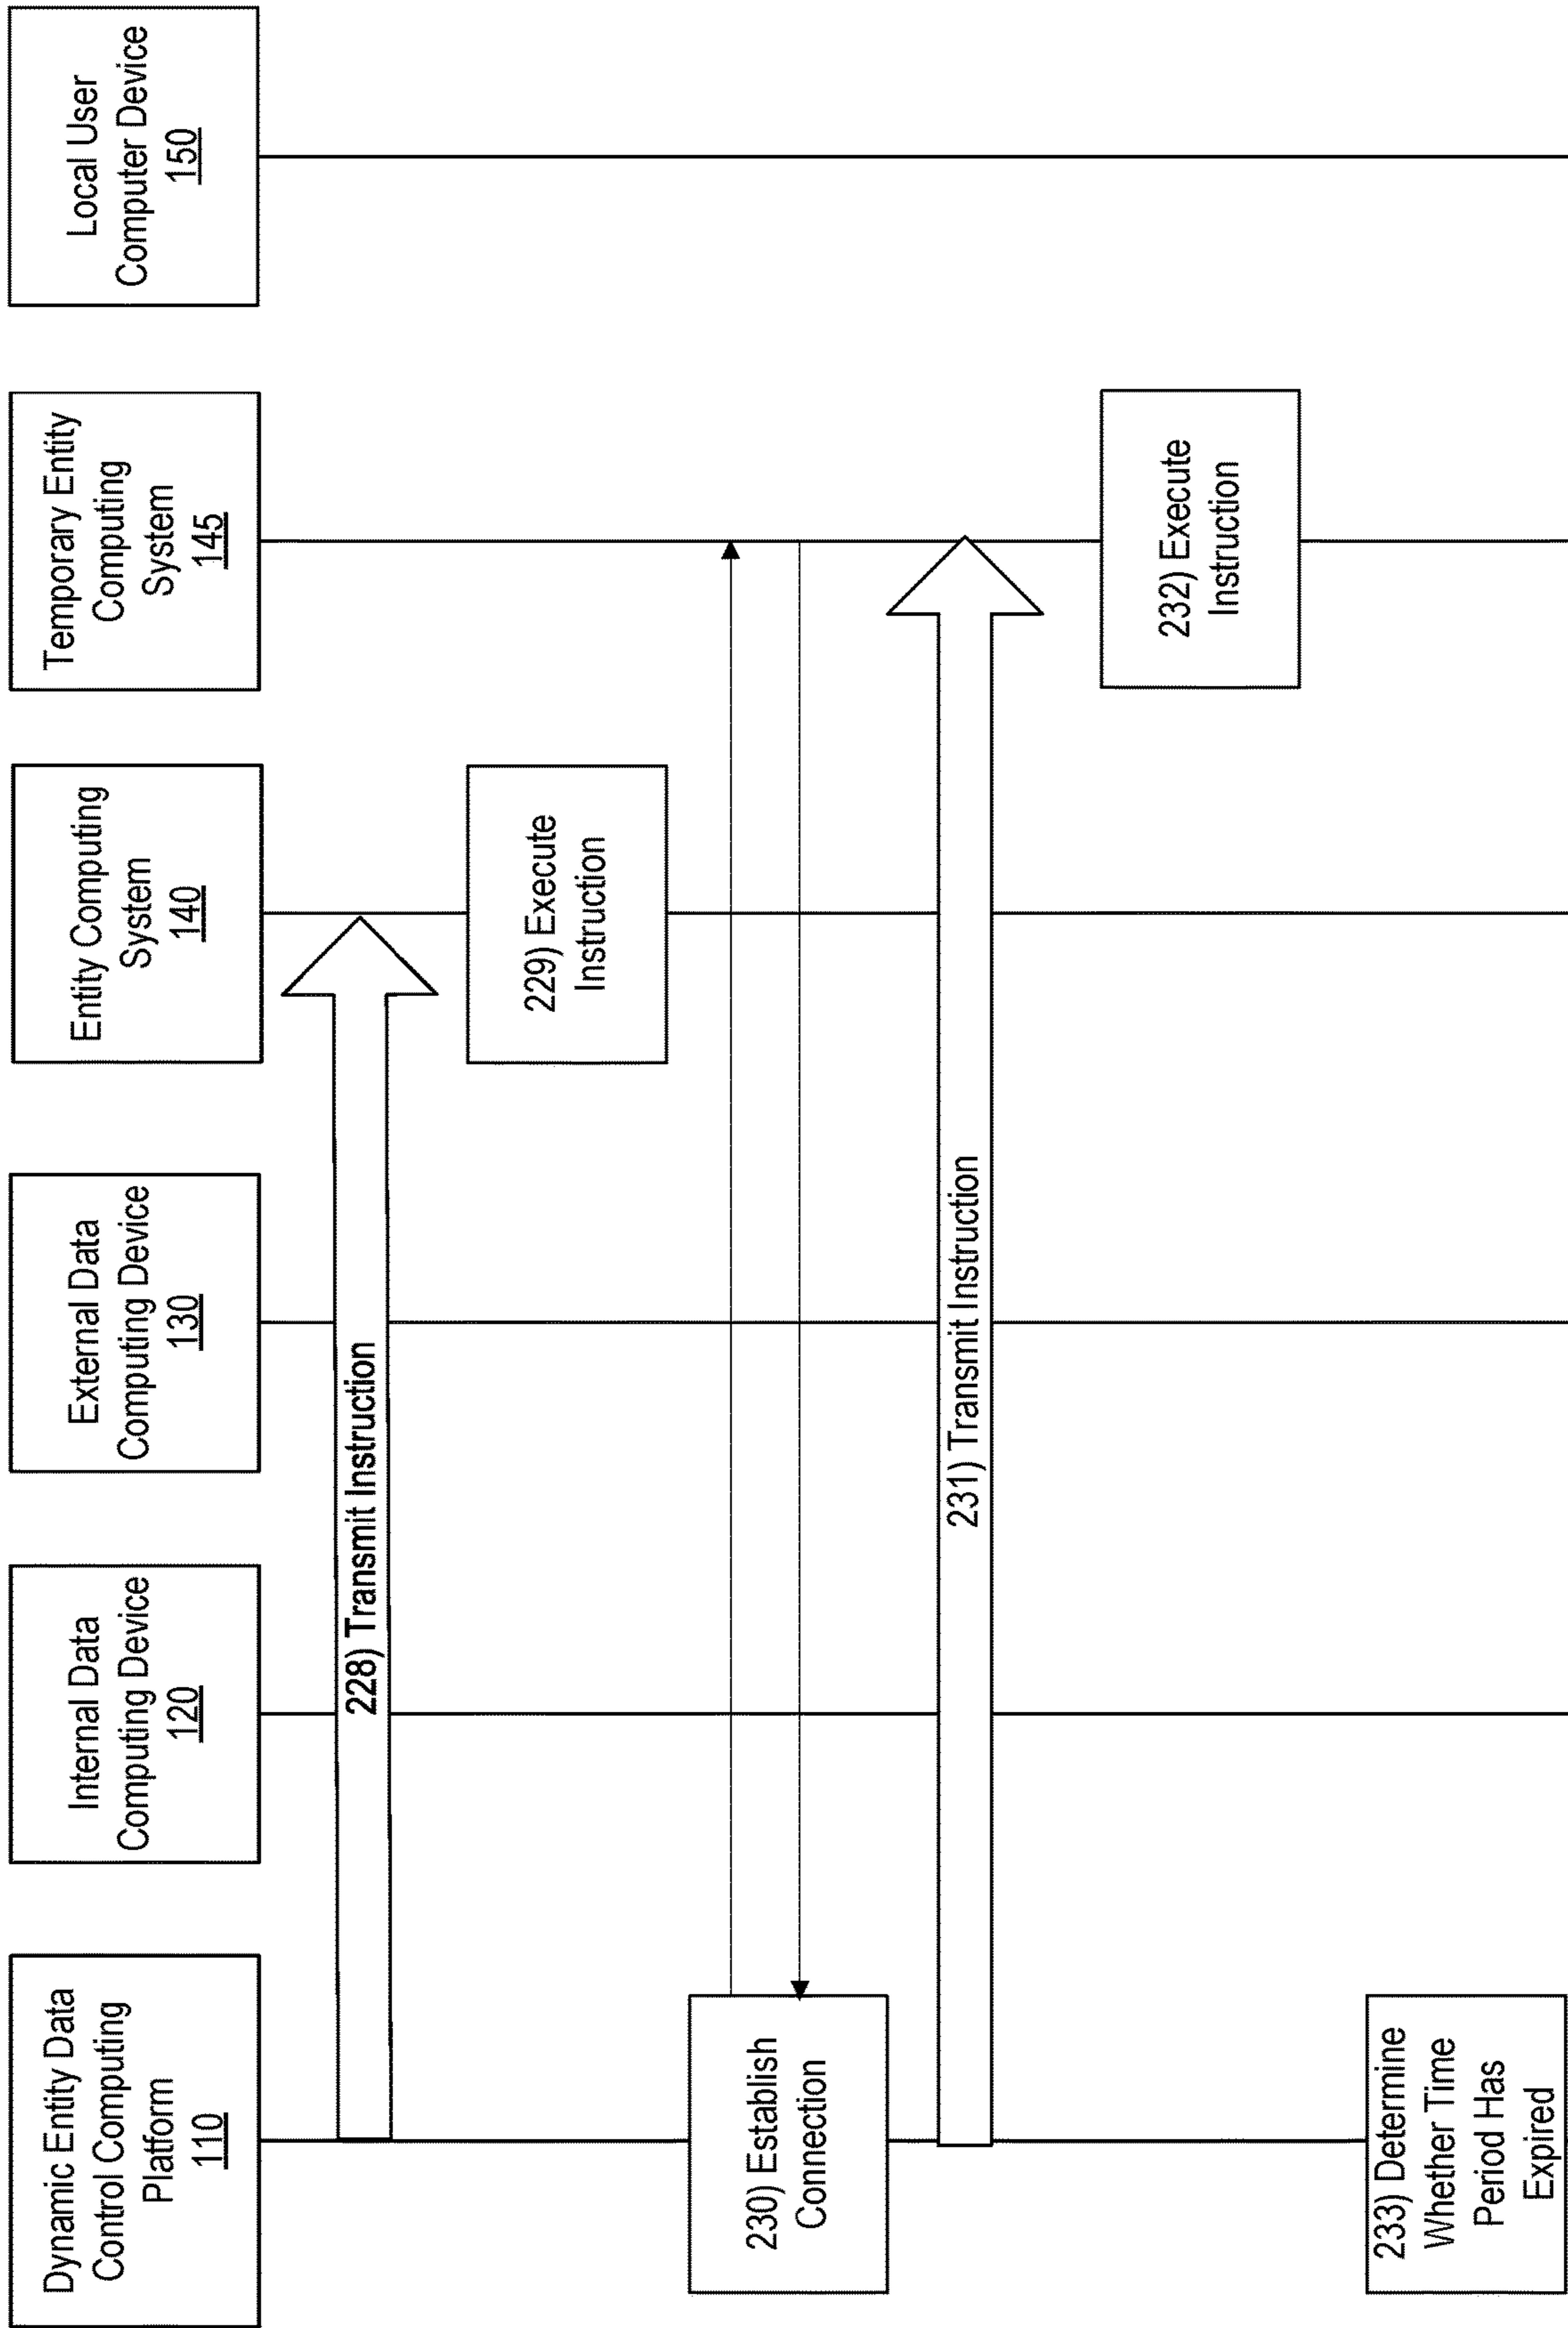 Dynamic Entity Data
Control Computing
Platform
110
Internal Data
Computing Device
120
External Data
Computing Device
130
Entity Computing
System
140
Temporary Entity
Computing
System
145
Local User
Computer Device
150
228) Transmit Instruction
229) Execute
Instruction
230) Establish
Connection
231) Transmit Instruction
232) Execute
Instruction
233) Determine
Whether Time
Period Has
Expired